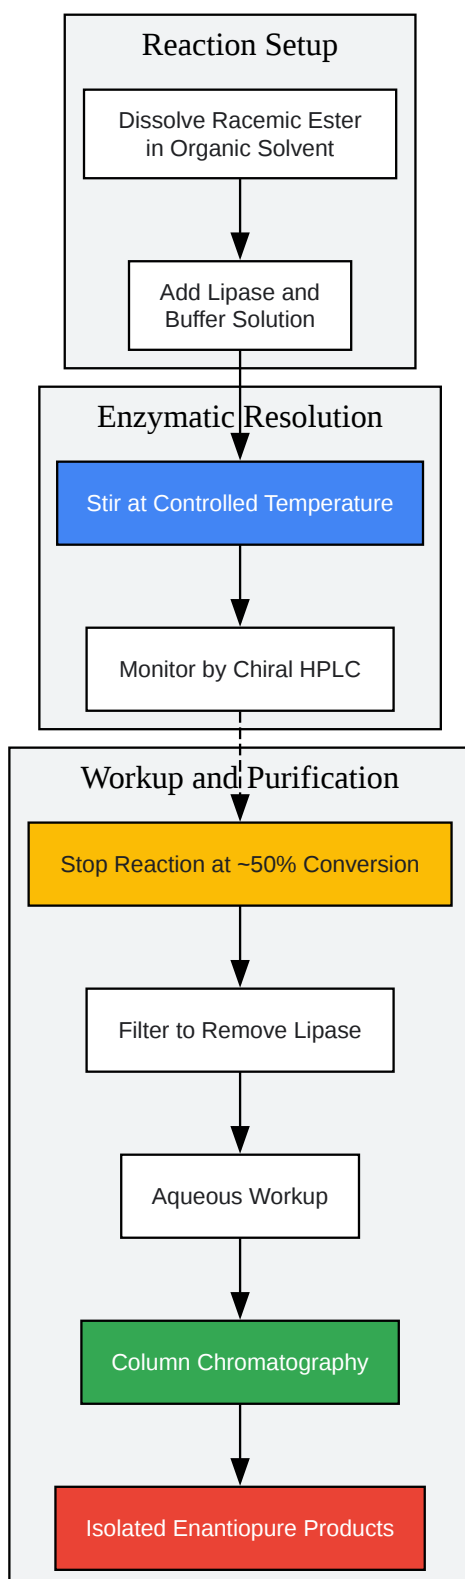 Reaction Setup
Dissolve Racemic Ester
in Organic Solvent
Add Lipase and
Buffer Solution
Enzymatic Resolution
Stir at Controlled Temperature
Monitor by Chiral HPLC
Workup and Purification
Stop Reaction at ~50% Conversion
Filter to Remove Lipase
Aqueous Workup
Column Chromatography
Isolated Enantiopure Products